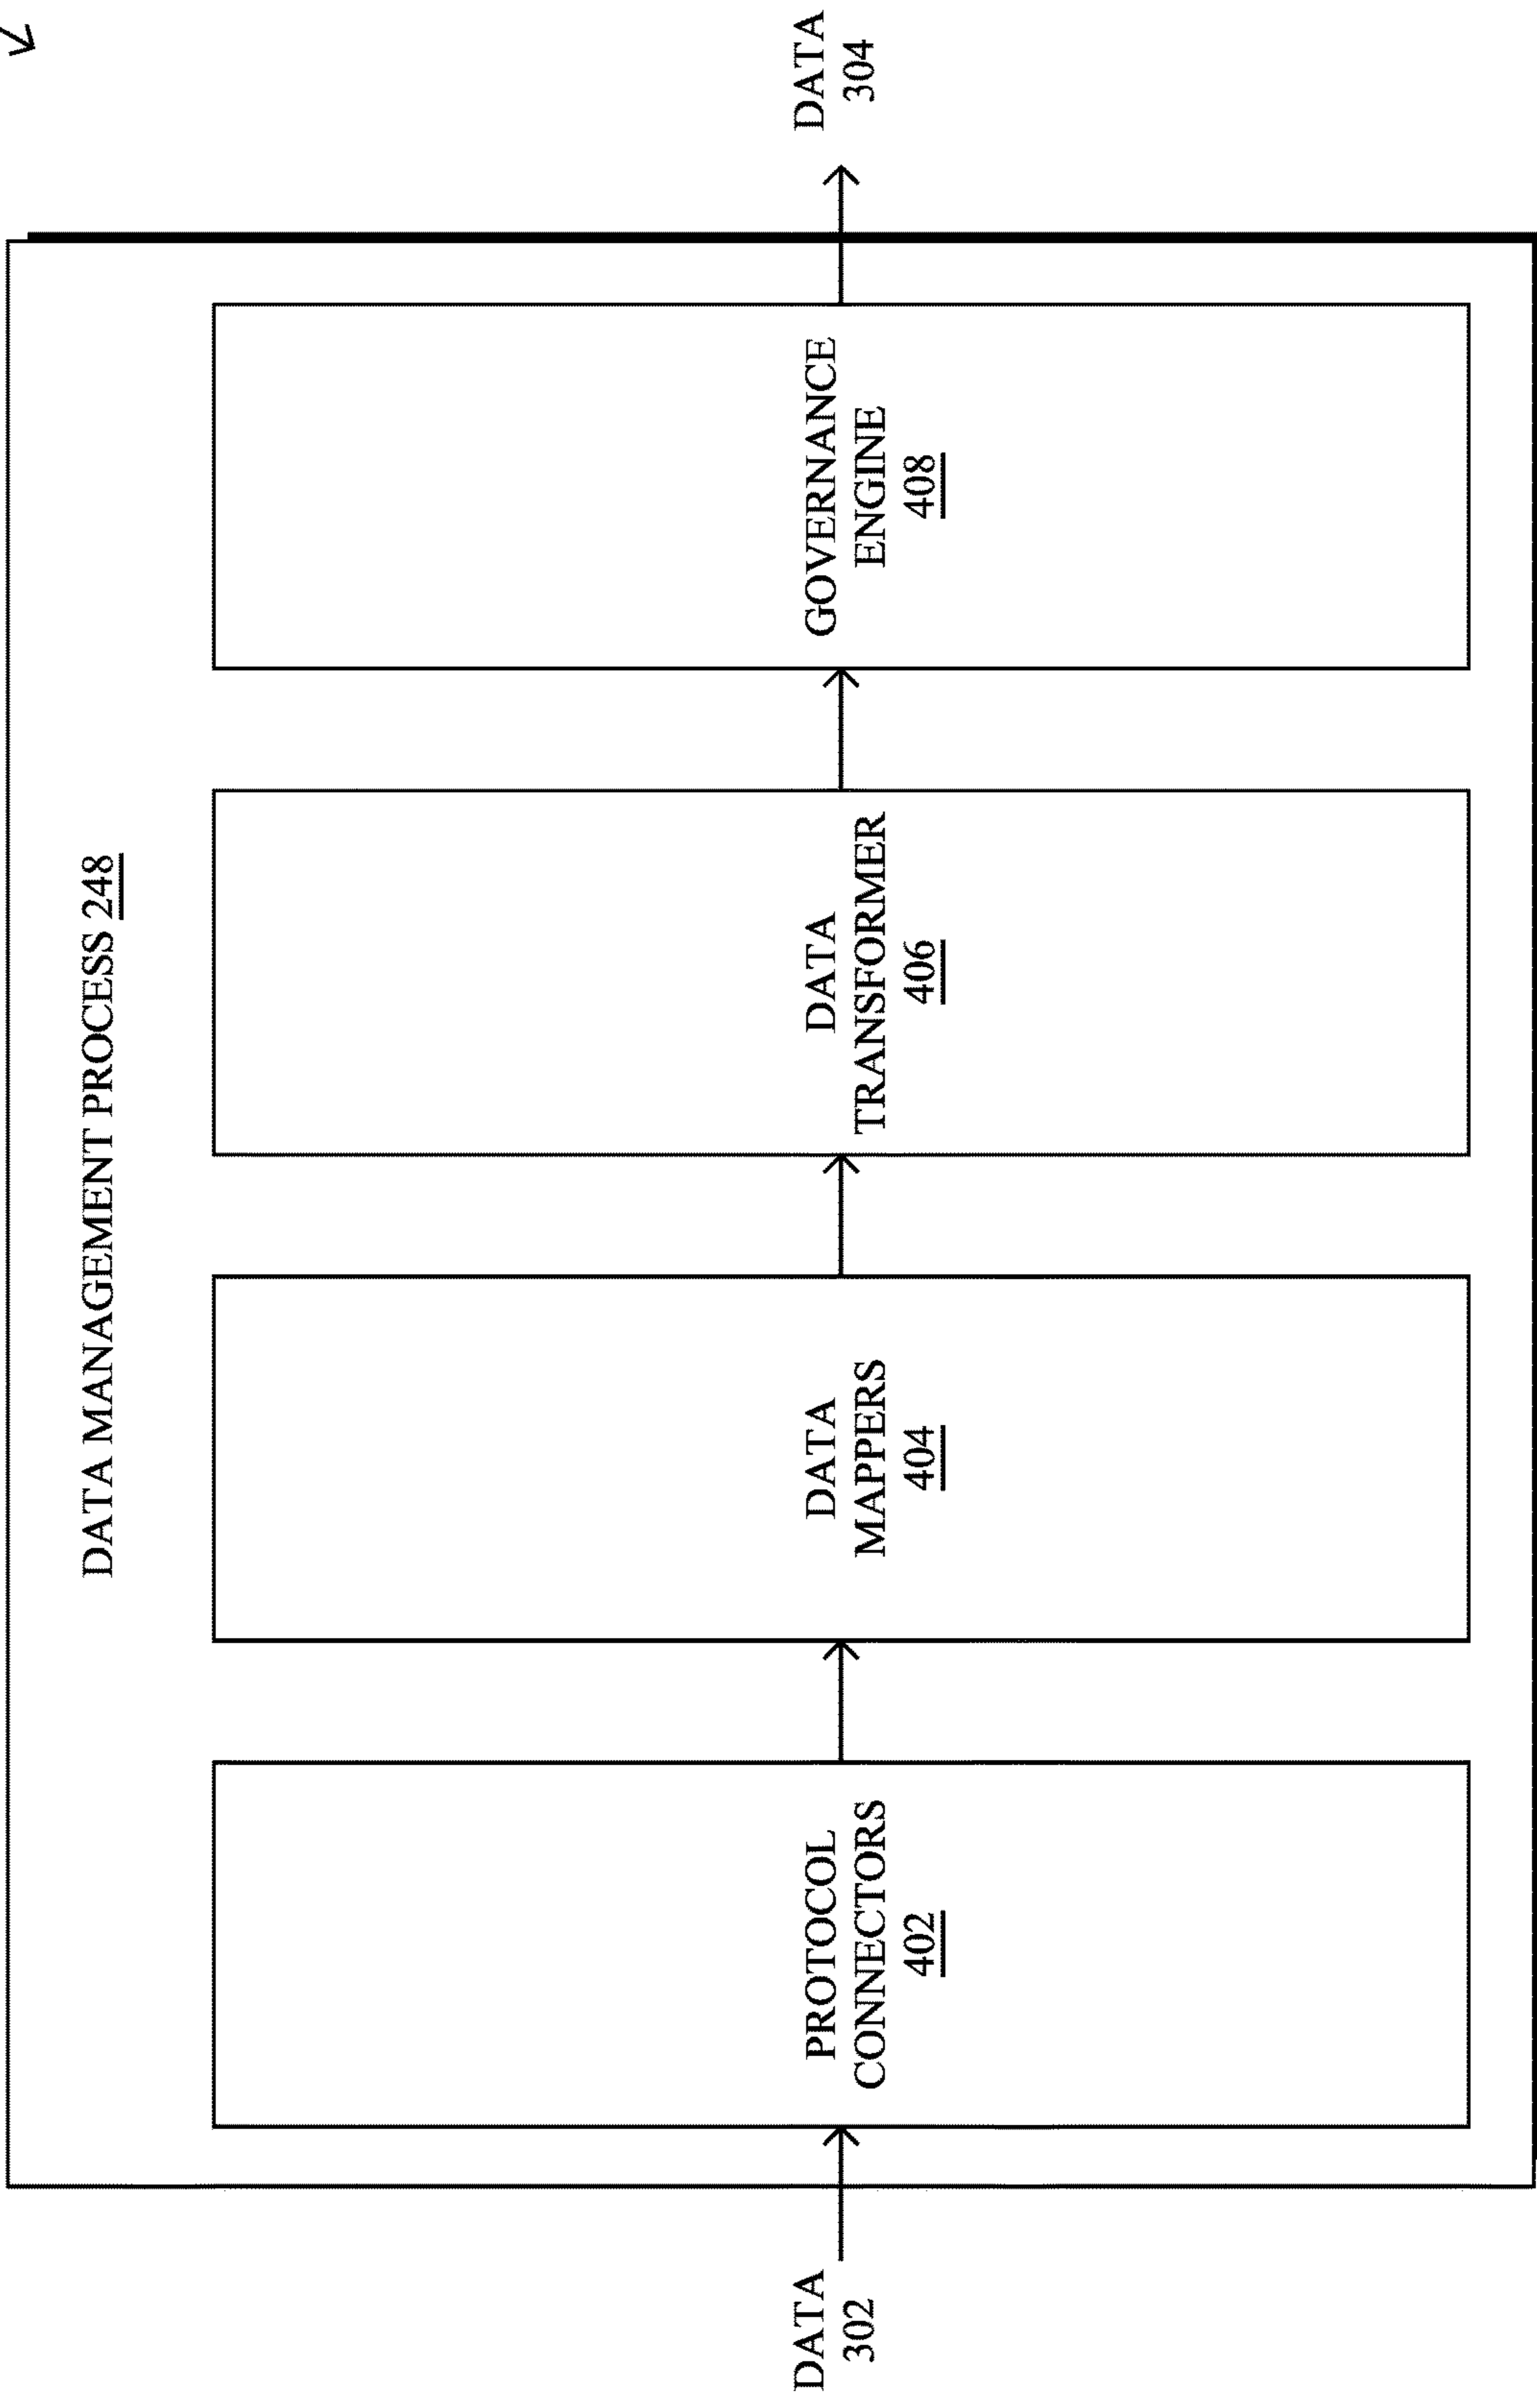 DATA MANAGEMENT PROCESS 248
DATA
302
PROTOCOL
CONNECTORS
402
DATA
MAPPERS
404
DATA
TRANSFORMER
406
GOVERNANCE
ENGINE
408
DATA
304